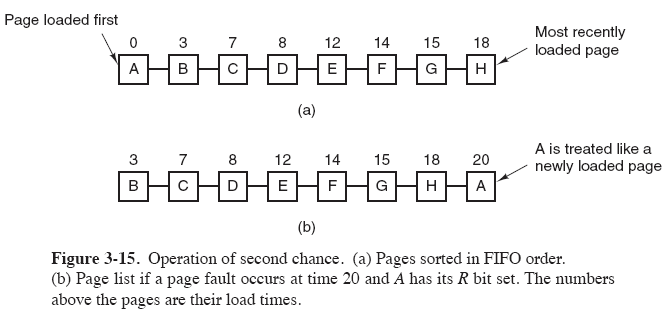 Page loaded first
0 3 7 8 12 14 15 18
Most recently
loaded page
A B C D E F G H
(a)
3 7 8 12 14 15 18 20
A is treated like a
newly loaded page
B C D E F G H A
(b)
Figure 3-15. Operation of second chance. (a) Pages sorted in FIFO order.
(b) Page list if a page fault occurs at time 20 and A has its R bit set. The numbers
above the pages are their load times.